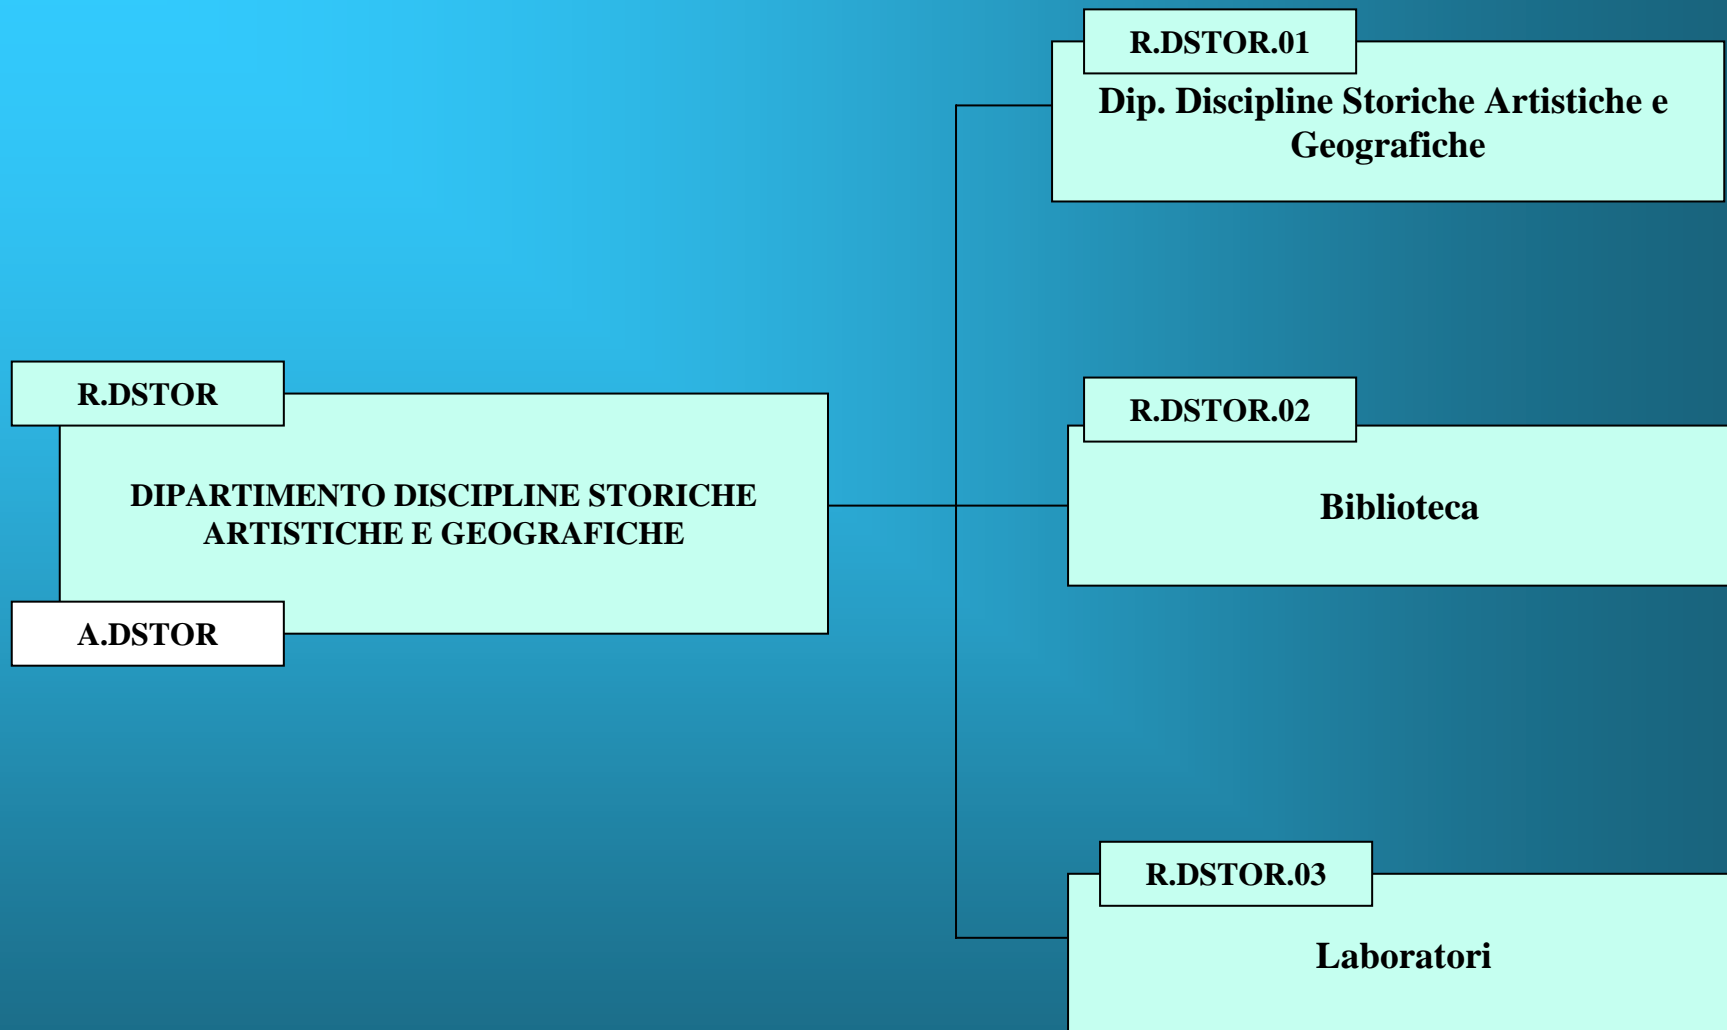 R.DSTOR
DIPARTIMENTO DISCIPLINE STORICHE
ARTISTICHE E GEOGRAFICHE
A.DSTOR
R.DSTOR.01
Dip. Discipline Storiche Artistiche e
Geografiche
R.DSTOR.02
Biblioteca
R.DSTOR.03
Laboratori